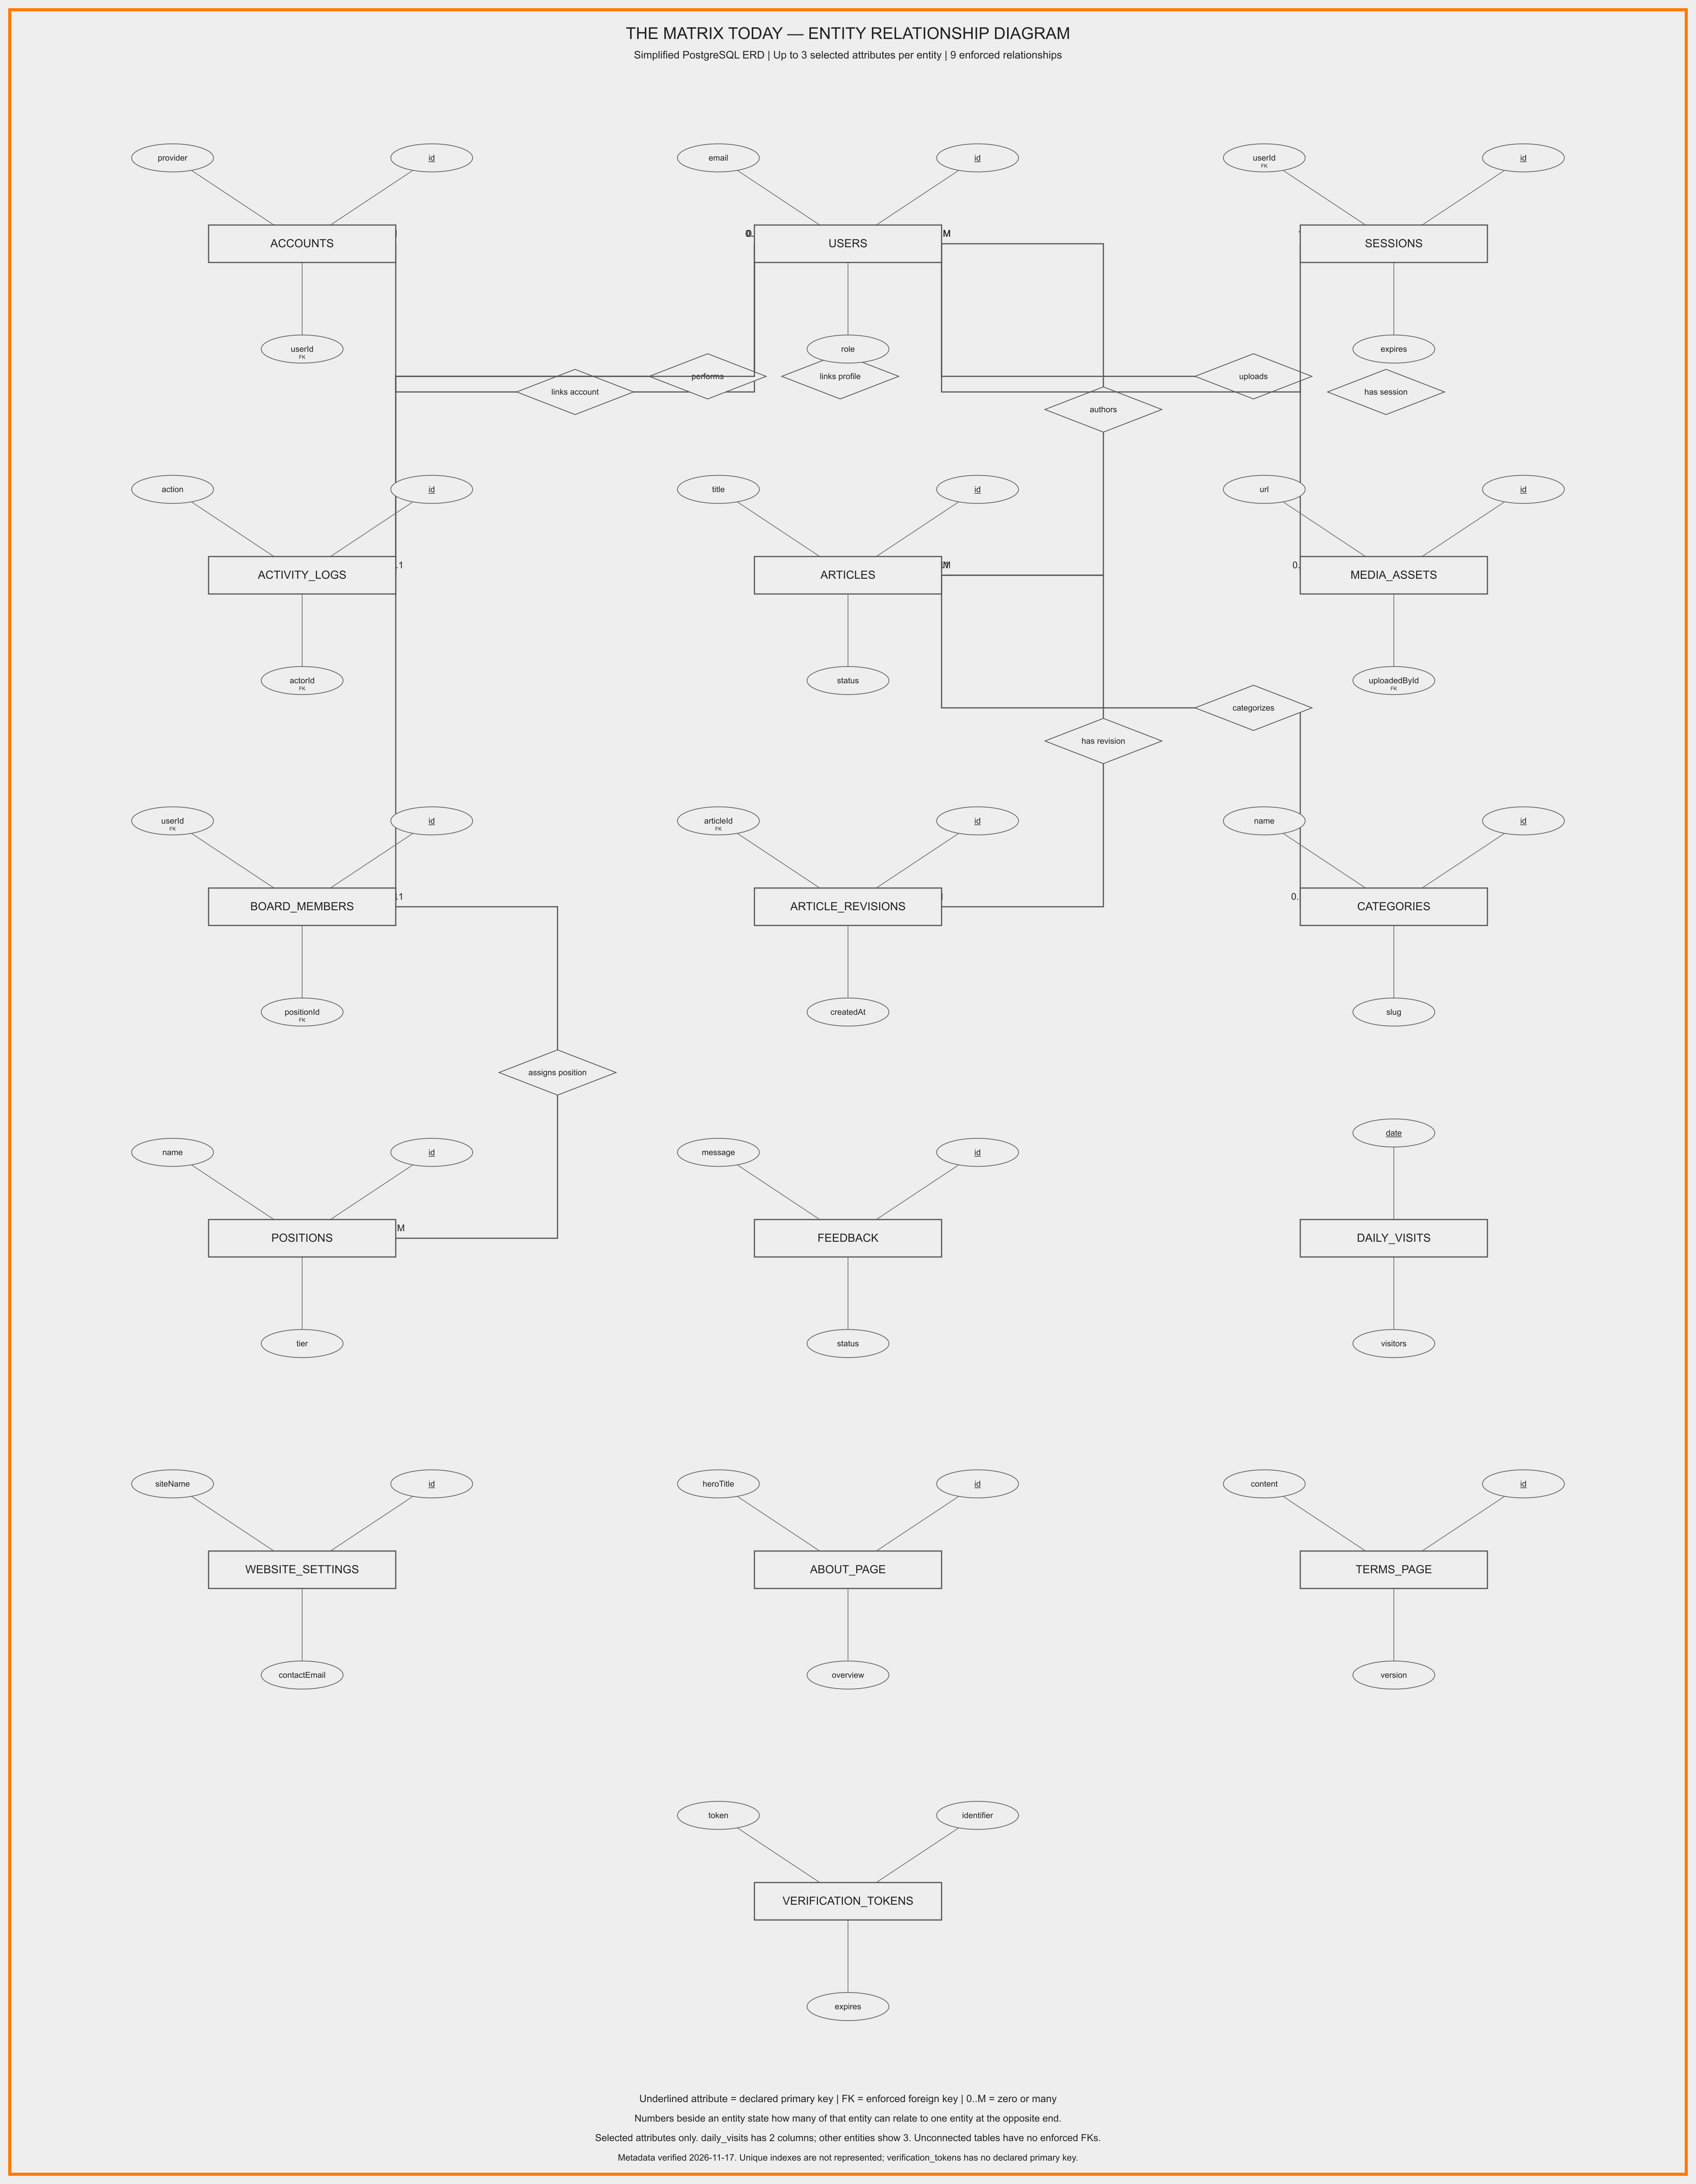 THE MATRIX TODAY — ENTITY RELATIONSHIP DIAGRAM
Simplified PostgreSQL ERD | Up to 3 selected attributes per entity | 9 enforced relationships
provider
id
email
id
userId
FK
id
0.
M
ACCOUNTS
USERS
SESSIONS
userId
FK
role
expires
performs
links profile
uploads
links account
has session
authors
action
id
title
id
url
id
.1
M
0.
ACTIVITY_LOGS
ARTICLES
MEDIA_ASSETS
actorId
FK
status
uploadedById
FK
categorizes
has revision
userId
FK
id
articleId
FK
id
name
id
.1
0.
BOARD_MEMBERS
ARTICLE_REVISIONS
CATEGORIES
positionId
FK
createdAt
slug
assigns position
date
name
id
message
id
M
POSITIONS
FEEDBACK
DAILY_VISITS
tier
status
visitors
siteName
id
heroTitle
id
content
id
WEBSITE_SETTINGS
ABOUT_PAGE
TERMS_PAGE
contactEmail
overview
version
token
identifier
VERIFICATION_TOKENS
expires
Underlined attribute = declared primary key | FK = enforced foreign key | 0..M = zero or many
Numbers beside an entity state how many of that entity can relate to one entity at the opposite end.
Selected attributes only. daily_visits has 2 columns; other entities show 3. Unconnected tables have no enforced FKs.
Metadata verified 2026-11-17. Unique indexes are not represented; verification_tokens has no declared primary key.